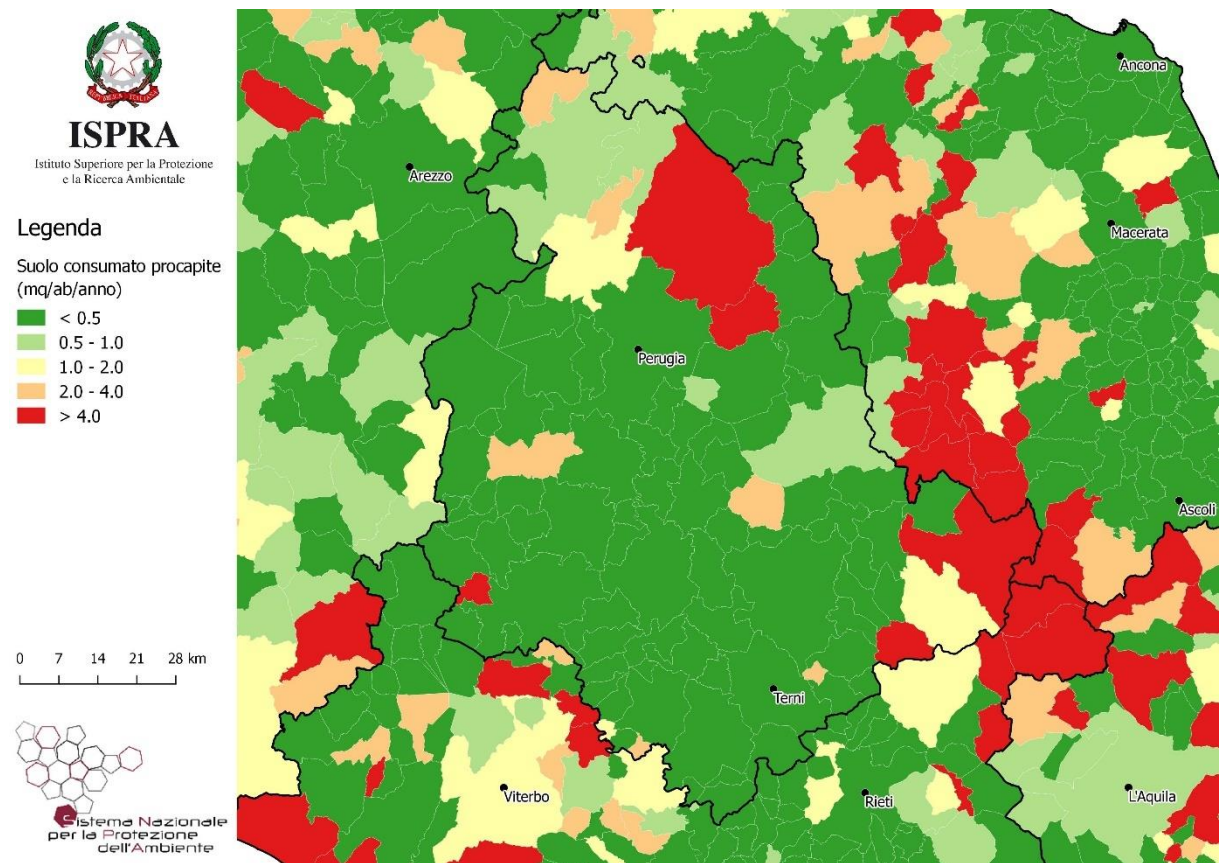 REPVBBLICA ITALIANA
ISPRA
Istituto Superiore per la Protezione
e la Ricerca Ambientale
Legenda
Suolo consumato procapite
(mq/ab/anno)
< 0.5
0.5 - 1.0
1.0 - 2.0
2.0 - 4.0
> 4.0
0 7 14 21 28 km
Sistema Nazionale
per la Protezione
dell'Ambiente
Ancona
Arezzo
Macerata
Perugia
Ascoli
Terni
Viterbo
Rieti
L'Aquila